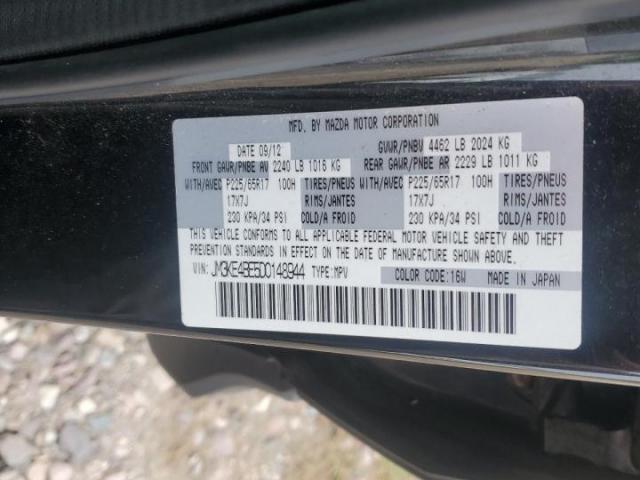 MFD. BY MAZDA MOTOR CORPORATION
DATE 09/12 GVWR/PNBV 4462 LB 2024 KG
FRONT GAWR/PNBE AV 2240 LB 1016 KG REAR GAWR/PNBE AR 2229 LB 1011 KG
WITH/AVEC P225/65R17 100H TIRES/PNEUS WITH/AVEC P225/65R17 100H TIRES/PNEUS
17X7J RIMS/JANTES 17X7J RIMS/JANTES
230 KPA/34 PSI COLD/A FROID 230 KPA/34 PSI COLD/A FROID
THIS VEHICLE CONFORMS TO ALL APPLICABLE FEDERAL MOTOR VEHICLE SAFETY AND THEFT
PREVENTION STANDARDS IN EFFECT ON THE DATE OF MANUFACTURE SHOWN ABOVE.
VIN: JM3KE4BE5D0148944 TYPE: MPV COLOR CODE: 16W MADE IN JAPAN